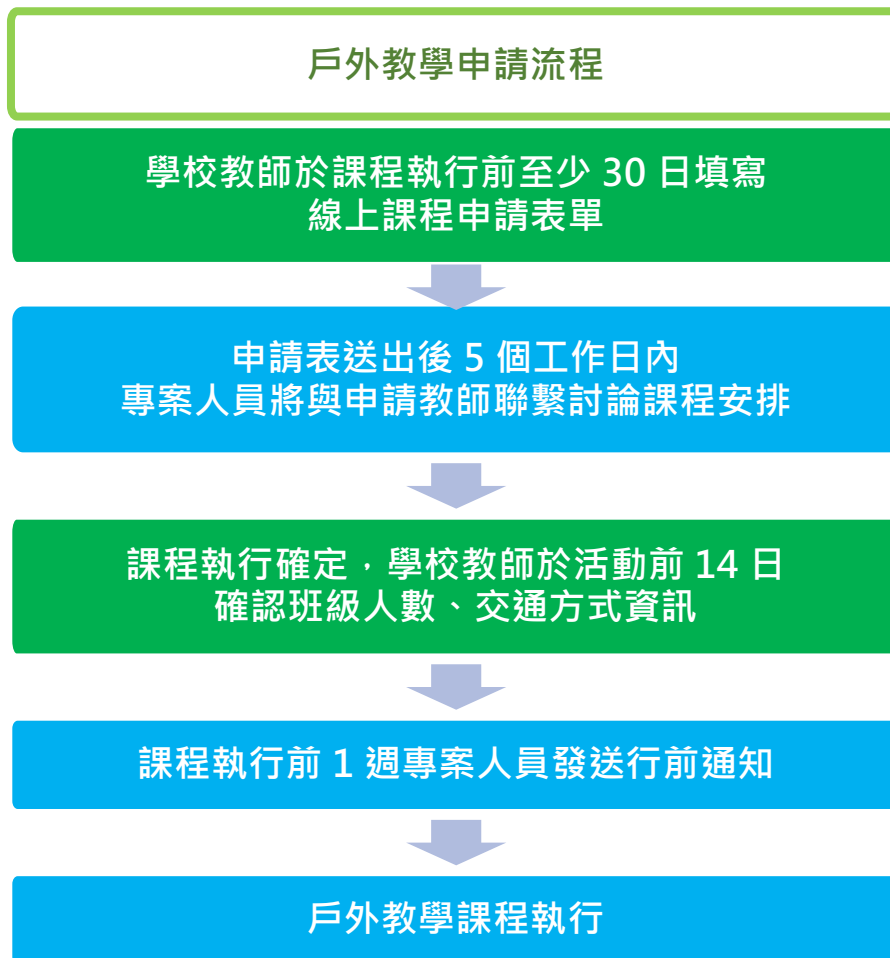 戶外教學申請流程
學校教師於課程執行前至少 30 日填寫
線上課程申請表單
申請表送出後 5 個工作日內
專案人員將與申請教師聯繫討論課程安排
課程執行確定，學校教師於活動前 14 日
確認班級人數、交通方式資訊
課程執行前 1 週專案人員發送行前通知
戶外教學課程執行